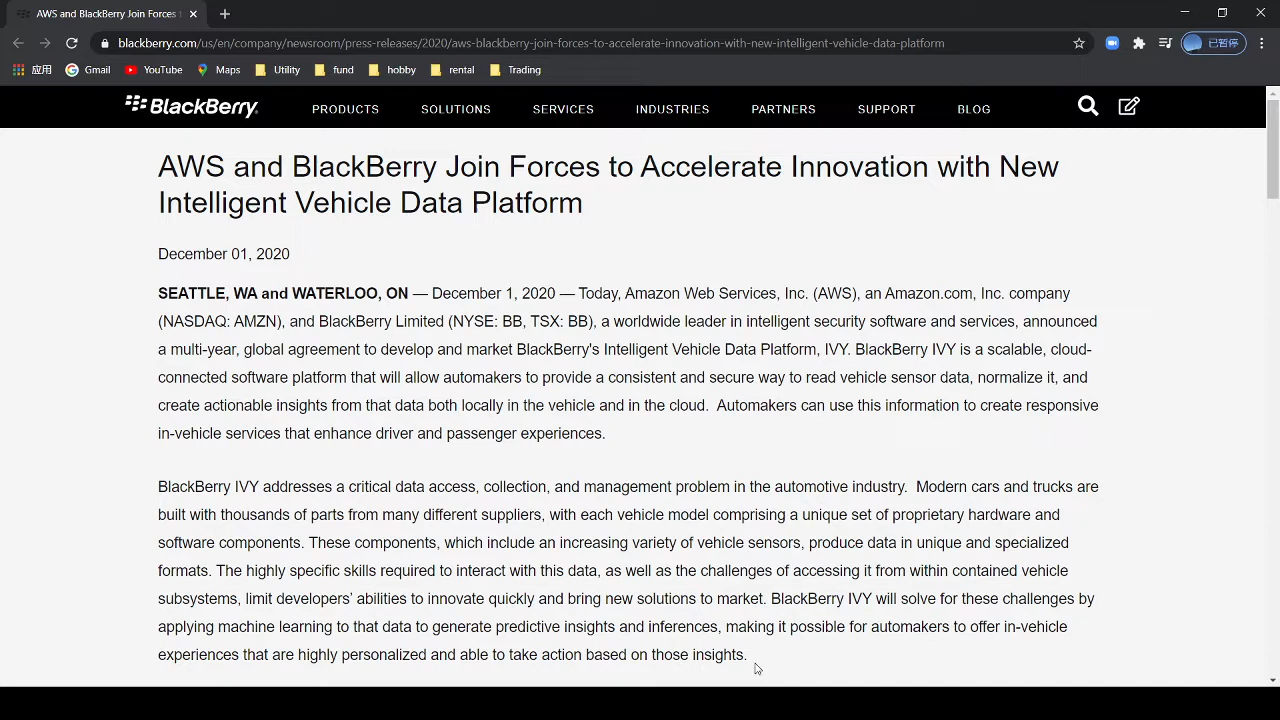 AWS and BlackBerry Join Forces t
blackberry.com/us/en/company/newsroom/press-releases/2020/aws-blackberry-join-forces-to-accelerate-innovation-with-new-intelligent-vehicle-data-platform
已暂停
应用 Gmail YouTube Maps Utility fund hobby rental Trading
BlackBerry PRODUCTS SOLUTIONS SERVICES INDUSTRIES PARTNERS SUPPORT BLOG
AWS and BlackBerry Join Forces to Accelerate Innovation with New
Intelligent Vehicle Data Platform
December 01, 2020
SEATTLE, WA and WATERLOO, ON — December 1, 2020 — Today, Amazon Web Services, Inc. (AWS), an Amazon.com, Inc. company
(NASDAQ: AMZN), and BlackBerry Limited (NYSE: BB, TSX: BB), a worldwide leader in intelligent security software and services, announced
a multi-year, global agreement to develop and market BlackBerry's Intelligent Vehicle Data Platform, IVY. BlackBerry IVY is a scalable, cloud-
connected software platform that will allow automakers to provide a consistent and secure way to read vehicle sensor data, normalize it, and
create actionable insights from that data both locally in the vehicle and in the cloud.  Automakers can use this information to create responsive
in-vehicle services that enhance driver and passenger experiences.
BlackBerry IVY addresses a critical data access, collection, and management problem in the automotive industry.  Modern cars and trucks are
built with thousands of parts from many different suppliers, with each vehicle model comprising a unique set of proprietary hardware and
software components. These components, which include an increasing variety of vehicle sensors, produce data in unique and specialized
formats. The highly specific skills required to interact with this data, as well as the challenges of accessing it from within contained vehicle
subsystems, limit developers’ abilities to innovate quickly and bring new solutions to market. BlackBerry IVY will solve for these challenges by
applying machine learning to that data to generate predictive insights and inferences, making it possible for automakers to offer in-vehicle
experiences that are highly personalized and able to take action based on those insights.